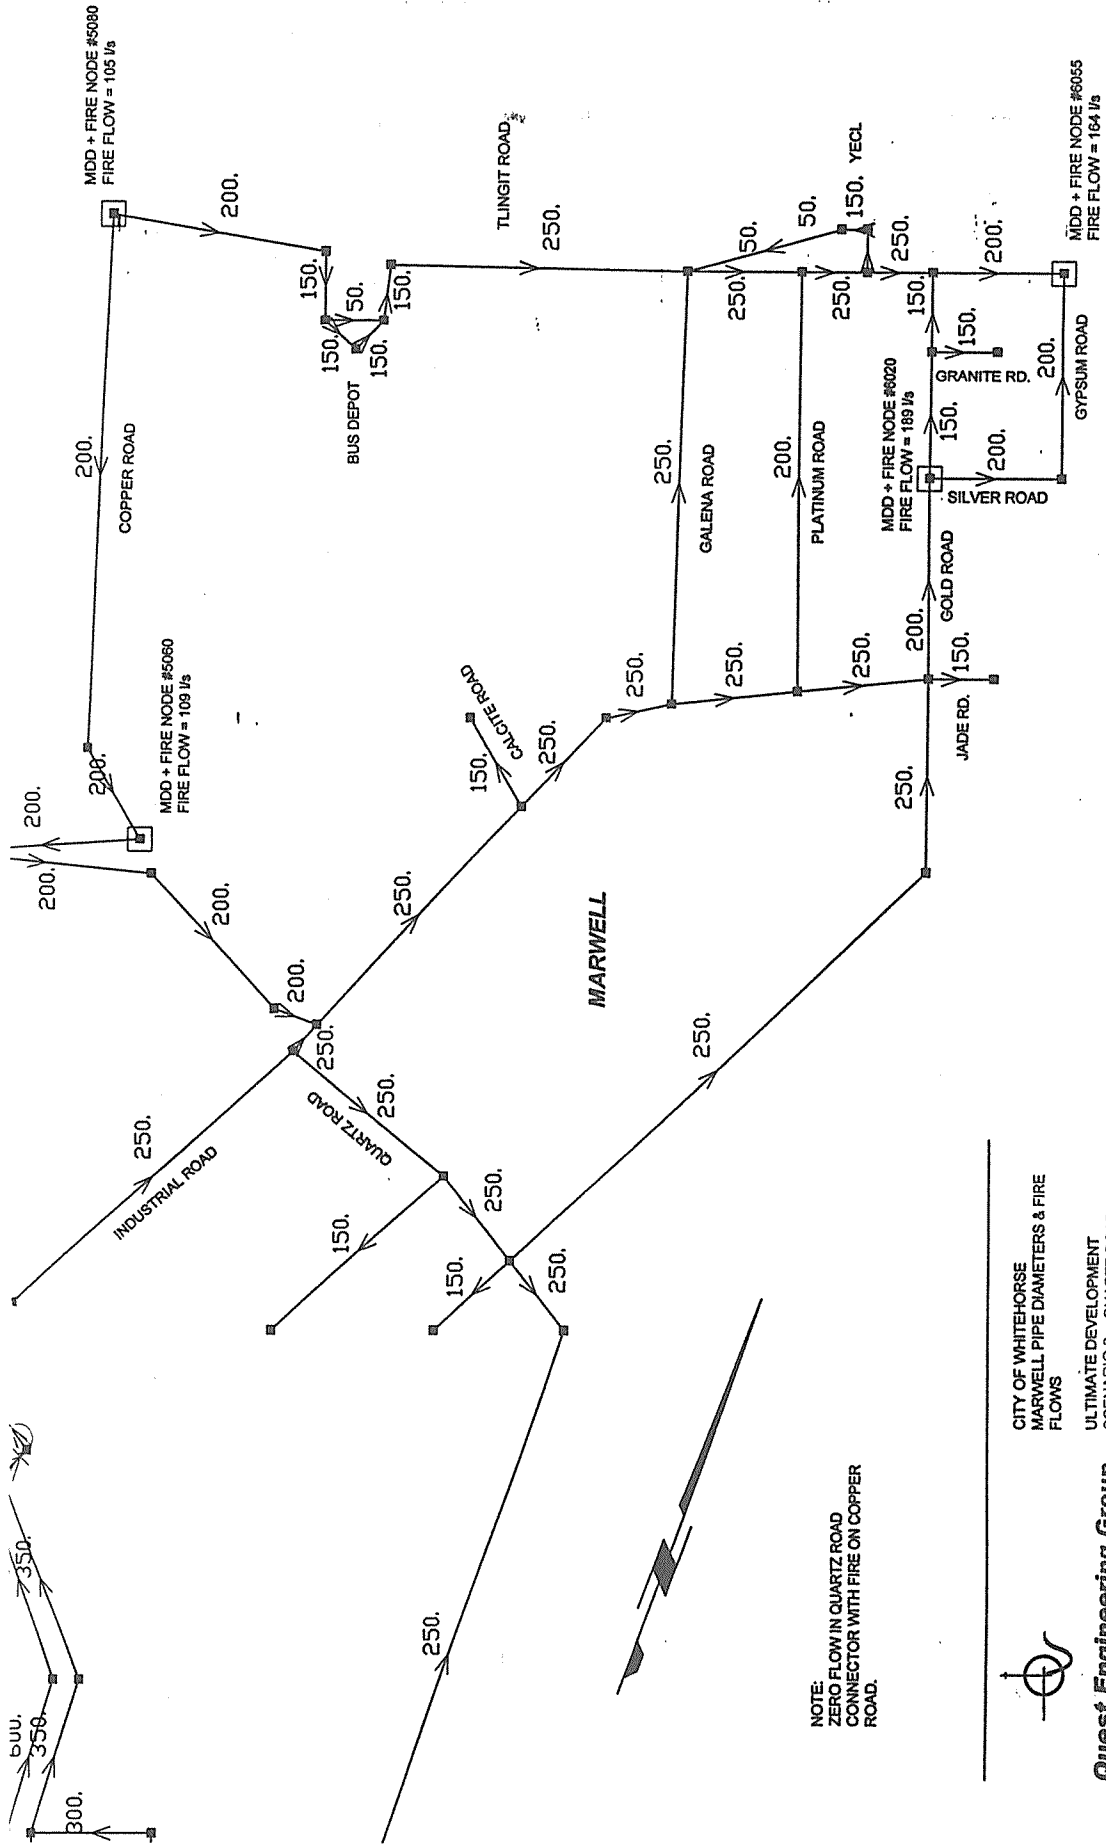 MDD + FIRE NODE #5080
FIRE FLOW = 105 l/s
200.
200.
COPPER ROAD
200.
MDD + FIRE NODE #5060
FIRE FLOW = 109 l/s
200.
200.
200.
200.
250.
INDUSTRIAL ROAD
250.
QUARTZ ROAD
250.
150.
250.
150.
250.
250.
350.
350.
300.
150.
50.
150.
150.
150.
BUS DEPOT
TLINGIT ROAD
250.
250.
CALCITE ROAD
150.
250.
250.
MARWELL
250.
250.
GALENA ROAD
250.
50.
50.
150. YECL
250.
250.
250.
200.
PLATINUM ROAD
250.
150.
200.
MDD + FIRE NODE #6055
FIRE FLOW = 164 l/s
150.
GRANITE RD.
150.
MDD + FIRE NODE #6020
FIRE FLOW = 189 l/s
200.
SILVER ROAD
200.
GYPSUM ROAD
200.
GOLD ROAD
150.
JADE RD.
250.
NOTE:
ZERO FLOW IN QUARTZ ROAD
CONNECTOR WITH FIRE ON COPPER
ROAD.
CITY OF WHITEHORSE
MARWELL PIPE DIAMETERS & FIRE
FLOWS
ULTIMATE DEVELOPMENT
Quest Engineering Group